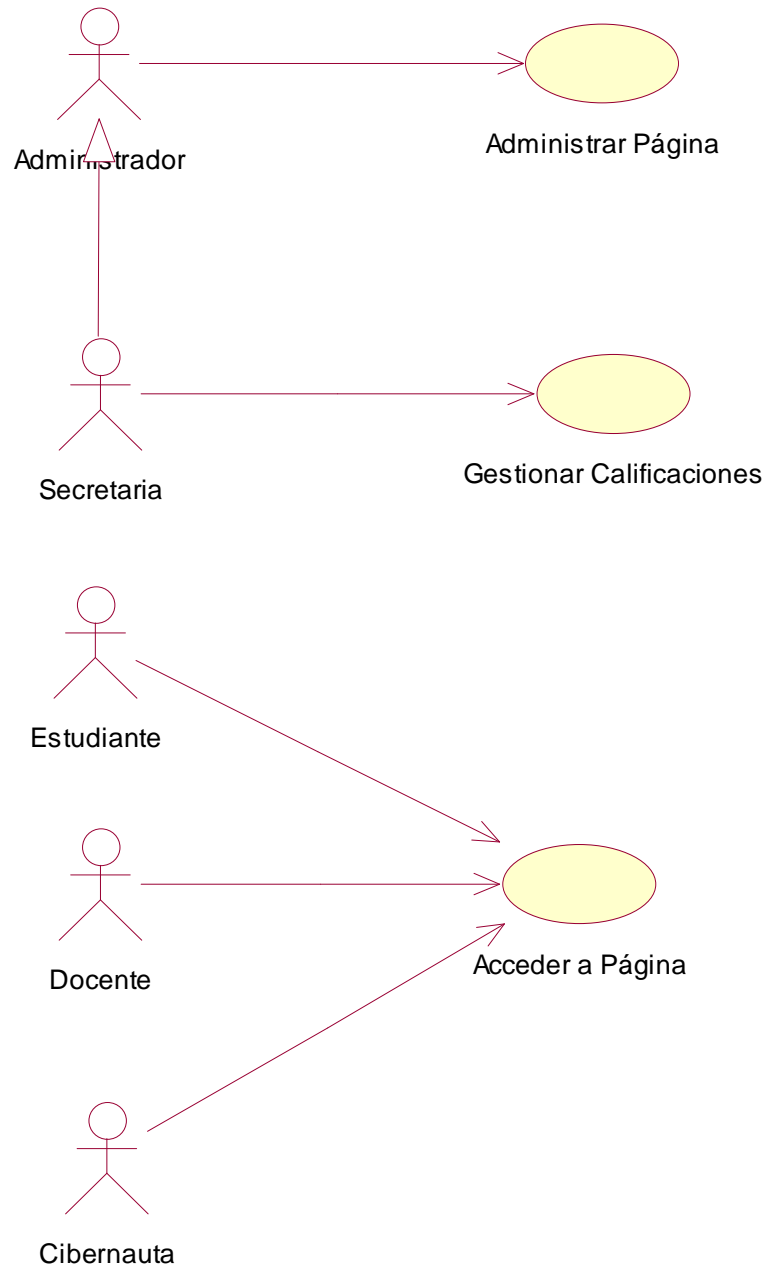 Administrador
Administrar Página
Secretaria
Gestionar Calificaciones
Estudiante
Docente
Acceder a Página
Cibernauta